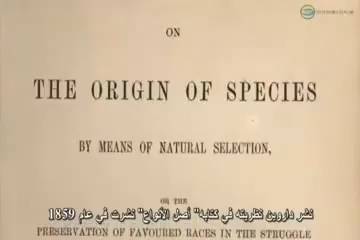 ON
THE ORIGIN OF SPECIES
BY MEANS OF NATURAL SELECTION,
OR THE
نشر داروين نظريته في كتابه" أصل الأنواع" نشرت في عام 1859
PRESERVATION OF FAVOURED RACES IN THE STRUGGLE